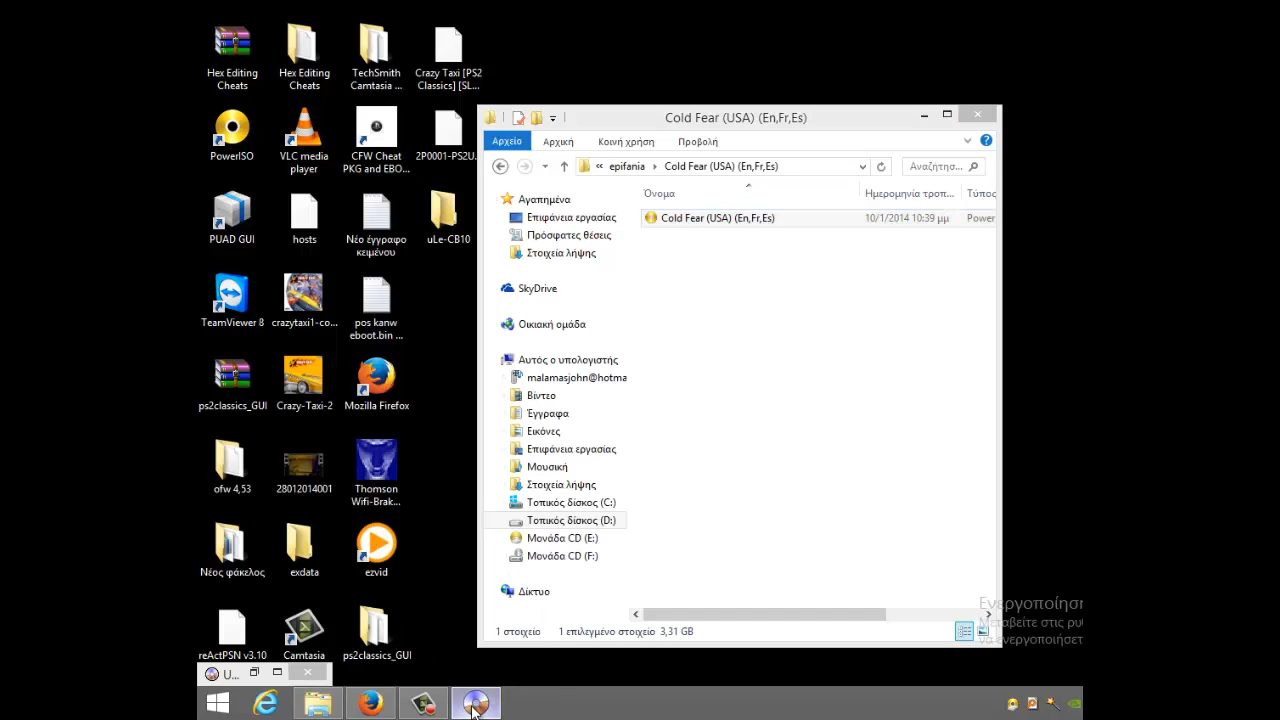 Hex Editing
Cheats
Hex Editing
Cheats
TechSmith
Camtasia ...
Crazy Taxi [PS2
Classics] [SL...
PowerISO
VLC media
player
CFW Cheat
PKG and EBO...
2P0001-PS2U...
PUAD GUI
hosts
Νέο έγγραφο
κειμένου
uLe-CB10
TeamViewer 8
crazytaxi1-co...
pos kanw
eboot.bin ...
ps2classics_GUI
Crazy-Taxi-2
Mozilla Firefox
ofw 4,53
28012014001
Thomson
Wifi-Brak...
Νέος φάκελος
exdata
ezvid
reActPSN v3.10
Camtasia
ps2classics_GUI
U...
Cold Fear (USA) (En,Fr,Es)
Αρχείο Αρχική Κοινή χρήση Προβολή
epifania Cold Fear (USA) (En,Fr,Es) Αναζήτησ...
Όνομα Ημερομηνία τροπ... Τύπος
Cold Fear (USA) (En,Fr,Es) 10/1/2014 10:39 μμ Power
Αγαπημένα
Επιφάνεια εργασίας
Πρόσφατες θέσεις
Στοιχεία λήψης
SkyDrive
Οικιακή ομάδα
Αυτός ο υπολογιστής
malamasjohn@hotma
Βίντεο
Έγγραφα
Εικόνες
Επιφάνεια εργασίας
Μουσική
Στοιχεία λήψης
Τοπικός δίσκος (C:)
Τοπικός δίσκος (D:)
Μονάδα CD (E:)
Μονάδα CD (F:)
Δίκτυο
1 στοιχείο 1 επιλεγμένο στοιχείο 3,31 GB
Ενεργοποίηση
Μεταβείτε στις ρυ
να ενεργοποιήσετ